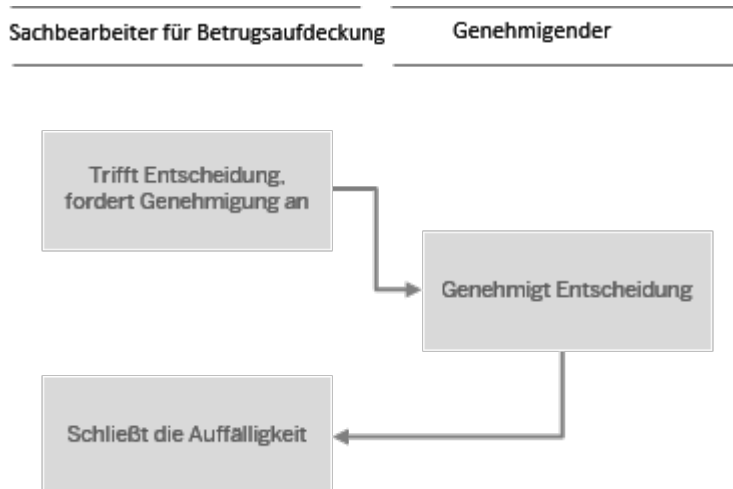 Sachbearbeiter für Betrugsaufdeckung
Genehmigender
Trifft Entscheidung,
fordert Genehmigung an
Genehmigt Entscheidung
Schließt die Auffälligkeit